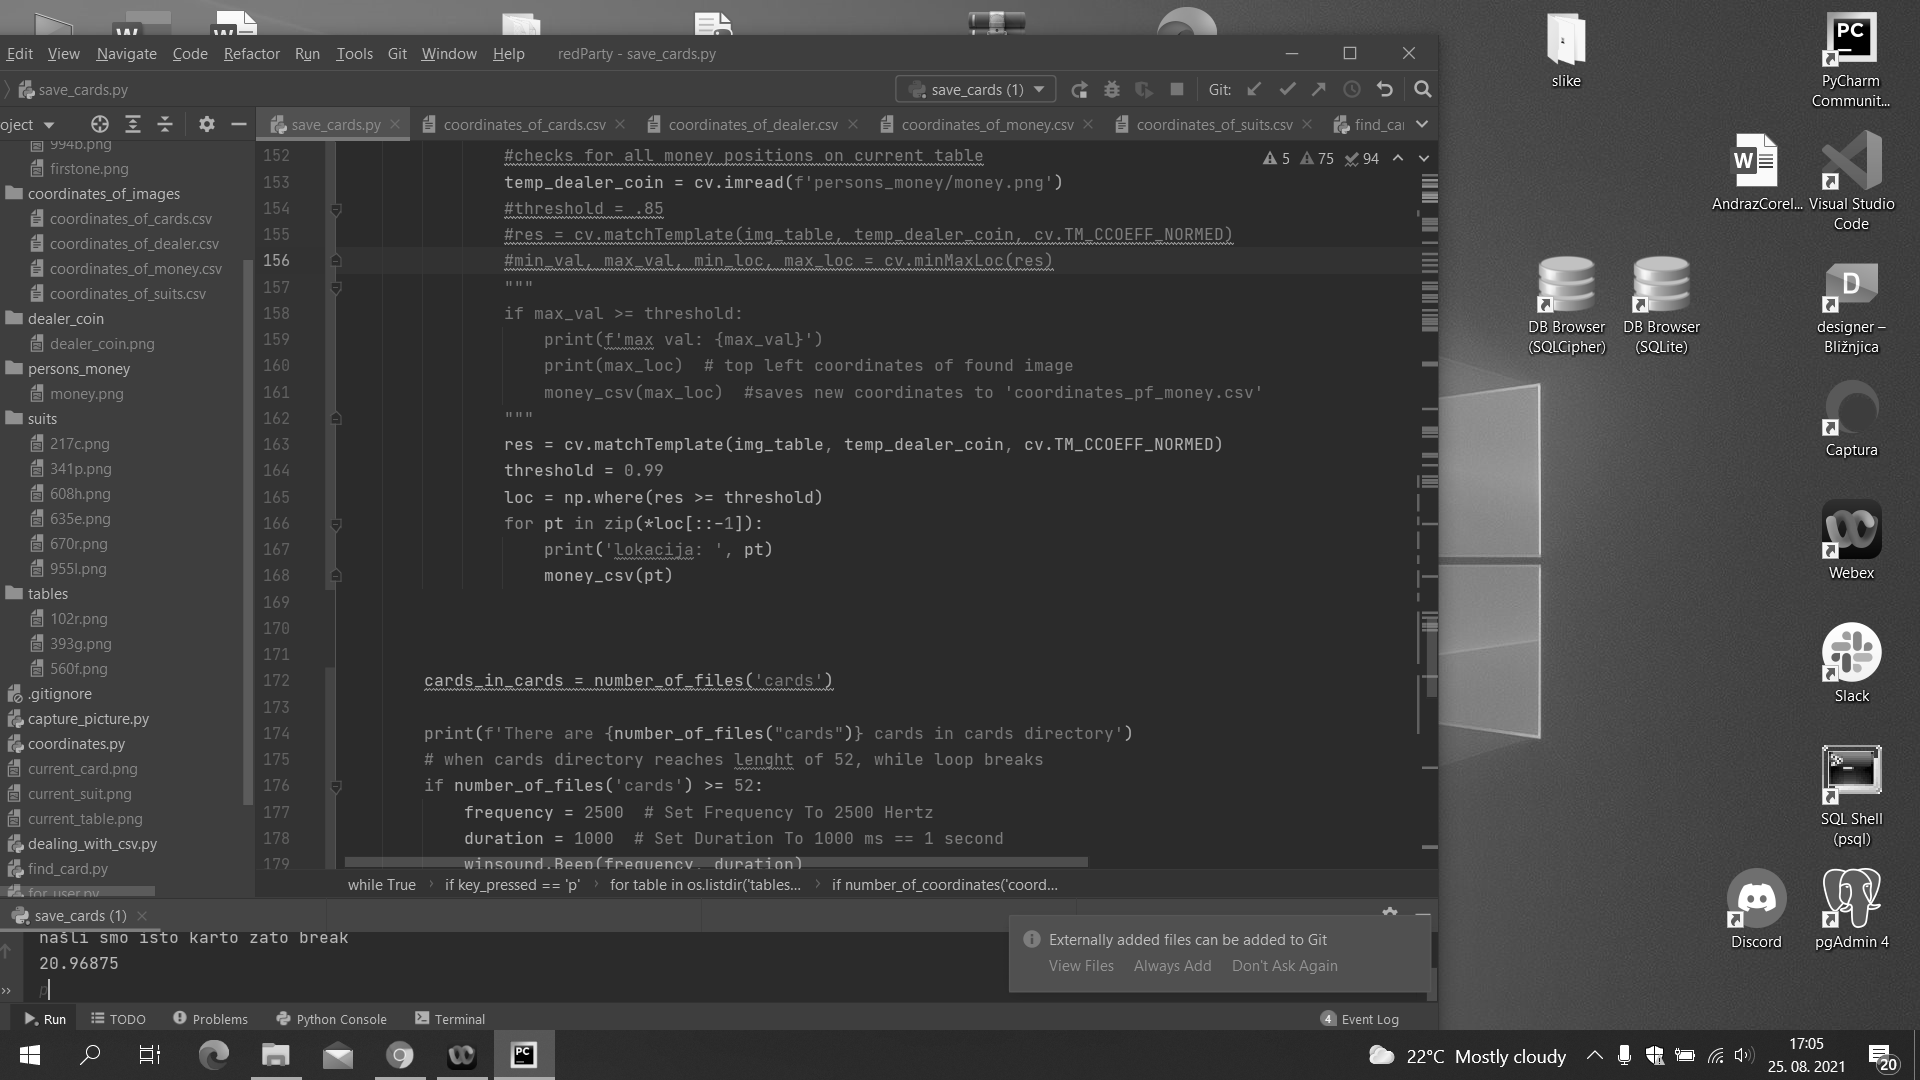 Edit View Navigate Code Refactor Run Tools Git Window Help redParty - save_cards.py
save_cards.py save_cards (1) Git:
oject save_cards.py coordinates_of_cards.csv coordinates_of_dealer.csv coordinates_of_money.csv coordinates_of_suits.csv find_ca
994b.png
firstone.png
coordinates_of_images
coordinates_of_cards.csv
coordinates_of_dealer.csv
coordinates_of_money.csv
coordinates_of_suits.csv
dealer_coin
dealer_coin.png
persons_money
money.png
suits
217c.png
341p.png
608h.png
635e.png
670r.png
955l.png
tables
102r.png
393g.png
560f.png
.gitignore
capture_picture.py
coordinates.py
current_card.png
current_suit.png
current_table.png
dealing_with_csv.py
find_card.py
for_user.py
5 75 94
152 #checks for all money positions on current table
153 temp_dealer_coin = cv.imread(f'persons_money/money.png')
154 #threshold = .85
155 #res = cv.matchTemplate(img_table, temp_dealer_coin, cv.TM_CCOEFF_NORMED)
156 #min_val, max_val, min_loc, max_loc = cv.minMaxLoc(res)
157 """
158 if max_val >= threshold:
159 print(f'max val: {max_val}')
160 print(max_loc)  # top left coordinates of found image
161 money_csv(max_loc)  #saves new coordinates to 'coordinates_pf_money.csv'
162 """
163 res = cv.matchTemplate(img_table, temp_dealer_coin, cv.TM_CCOEFF_NORMED)
164 threshold = 0.99
165 loc = np.where(res >= threshold)
166 for pt in zip(*loc[::-1]):
167 print('lokacija: ', pt)
168 money_csv(pt)
169
170
171
172 cards_in_cards = number_of_files('cards')
173
174 print(f'There are {number_of_files("cards")} cards in cards directory')
175 # when cards directory reaches lenght of 52, while loop breaks
176 if number_of_files('cards') >= 52:
177 frequency = 2500  # Set Frequency To 2500 Hertz
178 duration = 1000  # Set Duration To 1000 ms == 1 second
179 winsound.Beep(frequency, duration)
while True if key_pressed == 'p' for table in os.listdir('tables... if number_of_coordinates('coord...
save_cards (1)
našli smo isto karto zato break
20.96875
p
Externally added files can be added to Git
View Files Always Add Don't Ask Again
Run TODO Problems Python Console Terminal 4 Event Log
slike
PC
PyCharm
Communit...
W
AndrazCorel...
Visual Studio
Code
DB Browser
(SQLCipher)
DB Browser
(SQLite)
D
designer –
Bližnjica
Captura
Webex
Slack
SQL Shell
(psql)
Discord
pgAdmin 4
PC
22°C Mostly cloudy
17:05
25. 08. 2021
20